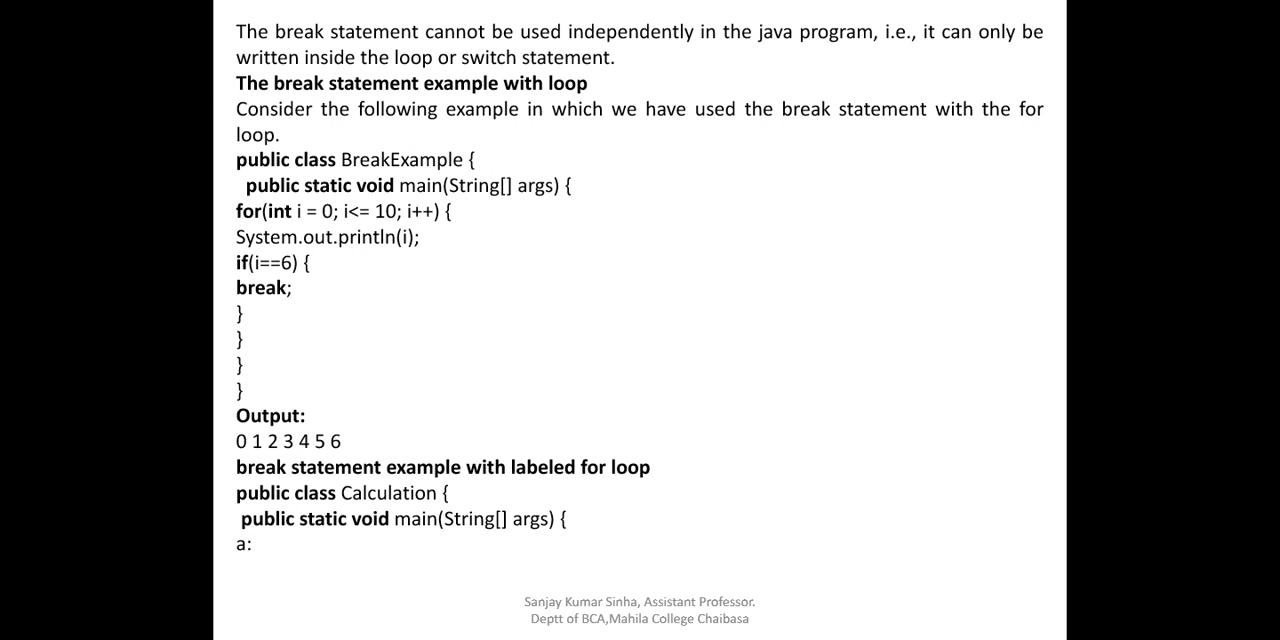 The break statement cannot be used independently in the java program, i.e., it can only be
written inside the loop or switch statement.
The break statement example with loop
Consider the following example in which we have used the break statement with the for
loop.
public class BreakExample {
public static void main(String[] args) {
for(int i = 0; i<= 10; i++) {
System.out.println(i);
if(i==6) {
break;
}
}
}
}
Output:
0 1 2 3 4 5 6
break statement example with labeled for loop
public class Calculation {
public static void main(String[] args) {
a:
Sanjay Kumar Sinha, Assistant Professor.
Deptt of BCA,Mahila College Chaibasa